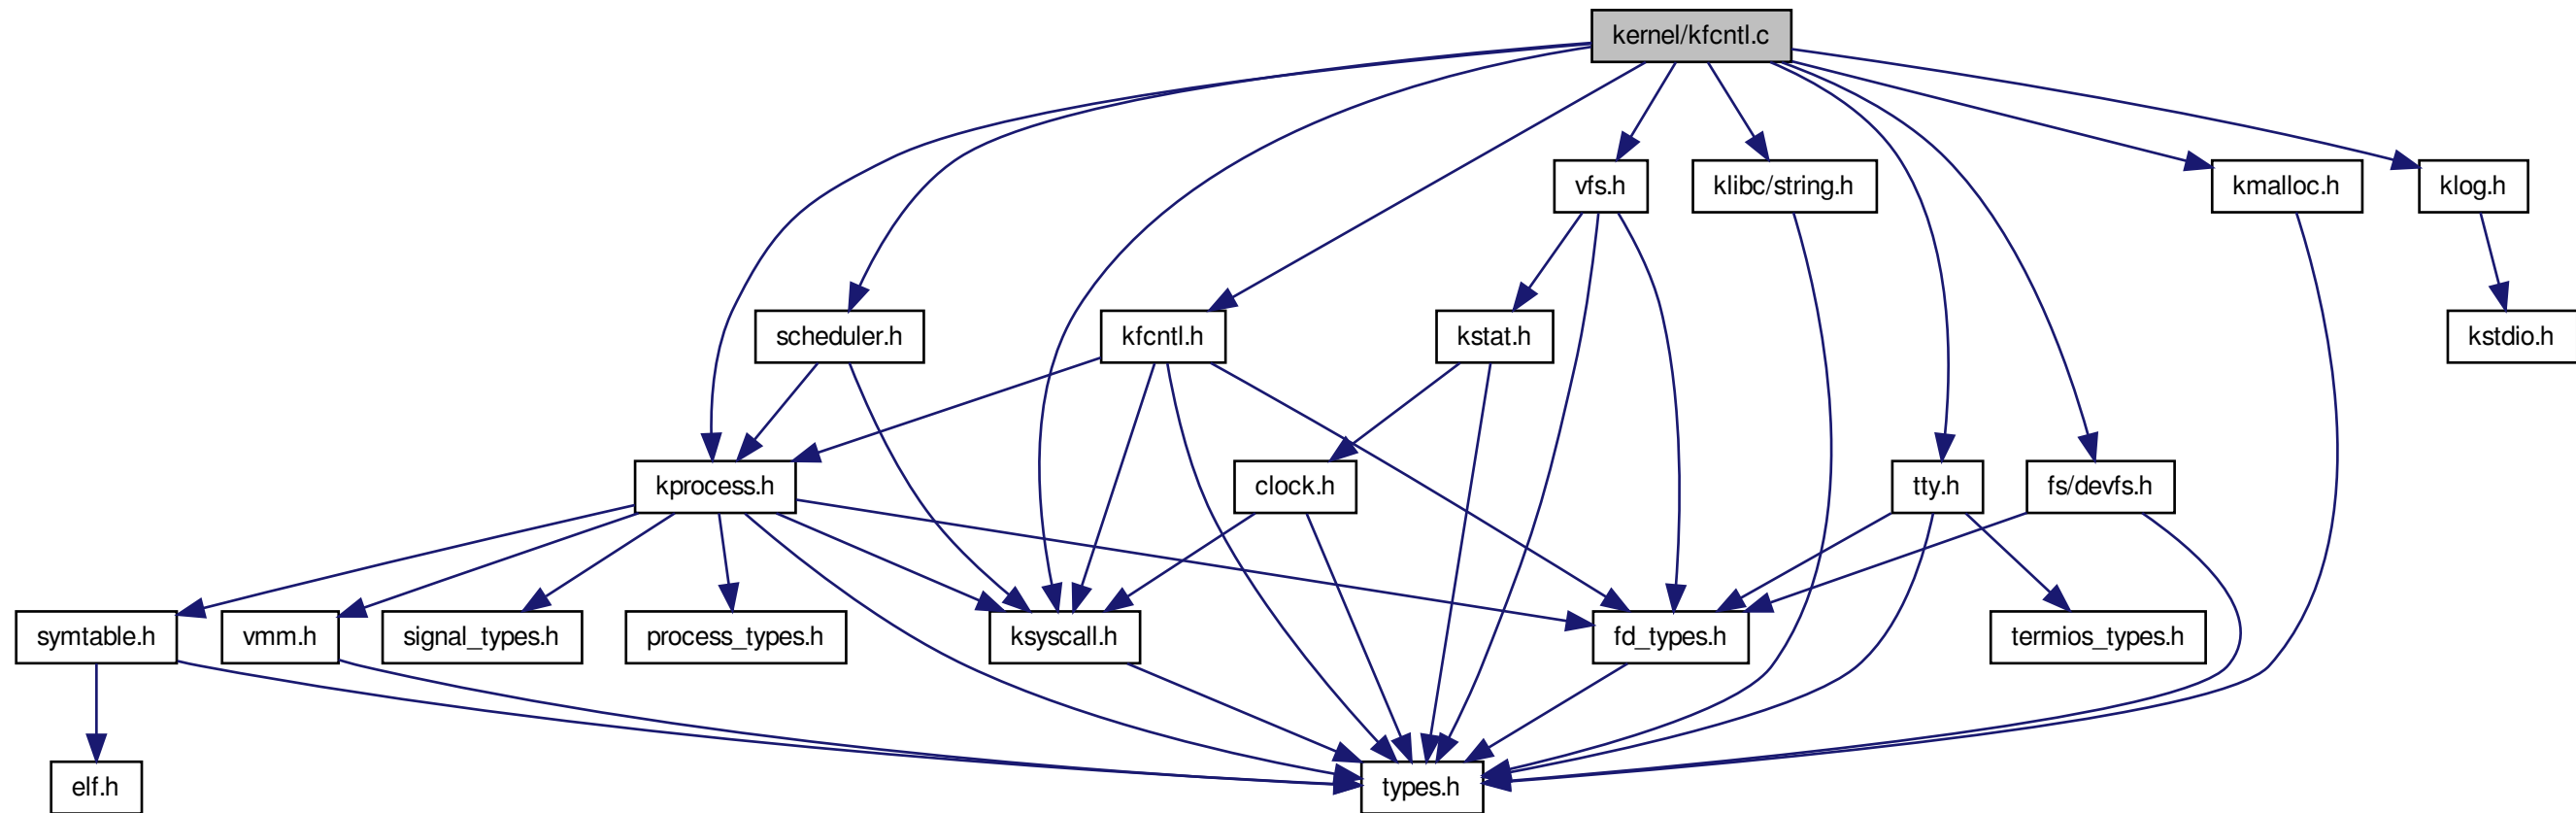 kernel/kfcntl.c
vfs.h
klibc/string.h
kmalloc.h
klog.h
scheduler.h
kfcntl.h
kstat.h
kstdio.h
kprocess.h
clock.h
tty.h
fs/devfs.h
symtable.h
vmm.h
signal_types.h
process_types.h
ksyscall.h
fd_types.h
termios_types.h
elf.h
types.h